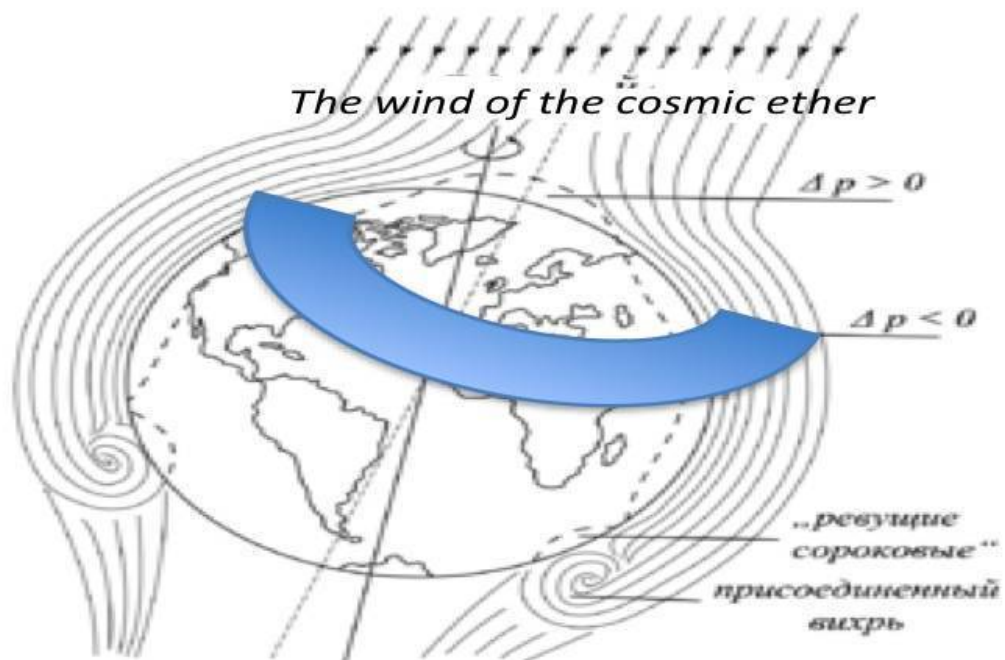 The wind of the cosmic ether
Δ p > 0
Δ p < 0
„ревущие
сороковые“
присоединенный
вихрь